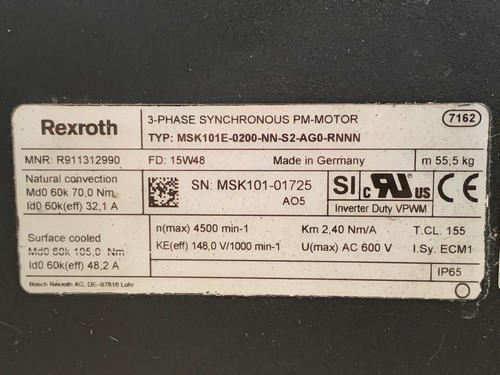 Rexroth
3-PHASE SYNCHRONOUS PM-MOTOR
7162
TYP: MSK101E-0200-NN-S2-AG0-RNNN
MNR: R911312990
FD: 15W48
Made in Germany
m 55,5 kg
Natural convection
Md0 60k 70,0 Nm
Id0 60k(eff) 32,1 A
SN: MSK101-01725
AO5
SI
c RU US
CE
Inverter Duty VPWM
Surface cooled
Md0 60k 105,0 Nm
Id0 60k(eff) 48,2 A
n(max) 4500 min-1
Km 2,40 Nm/A
T.CL. 155
KE(eff) 148,0 V/1000 min-1
U(max) AC 600 V
I.Sy. ECM1
IP65
Bosch Rexroth AG, DE-97816 Lohr